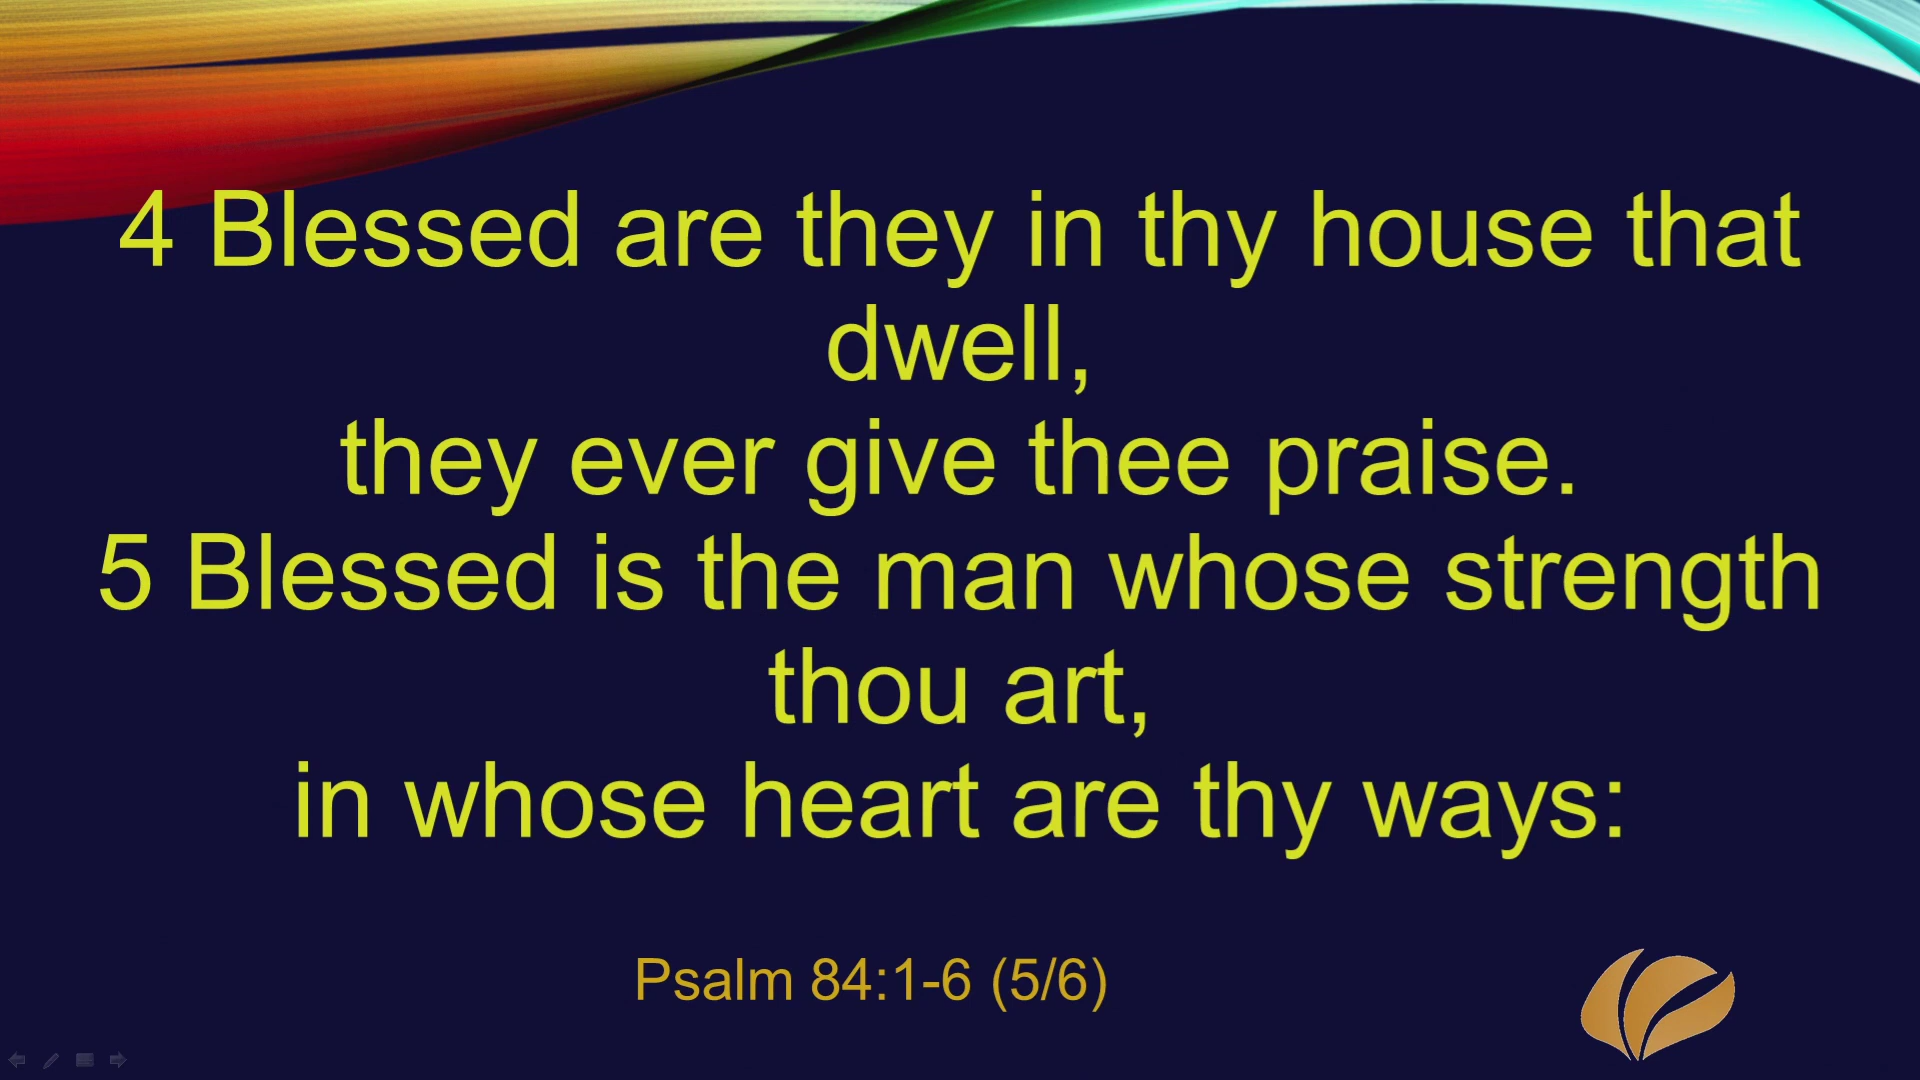 4 Blessed are they in thy house that
dwell,
they ever give thee praise.
5 Blessed is the man whose strength
thou art,
in whose heart are thy ways:
Psalm 84:1-6 (5/6)